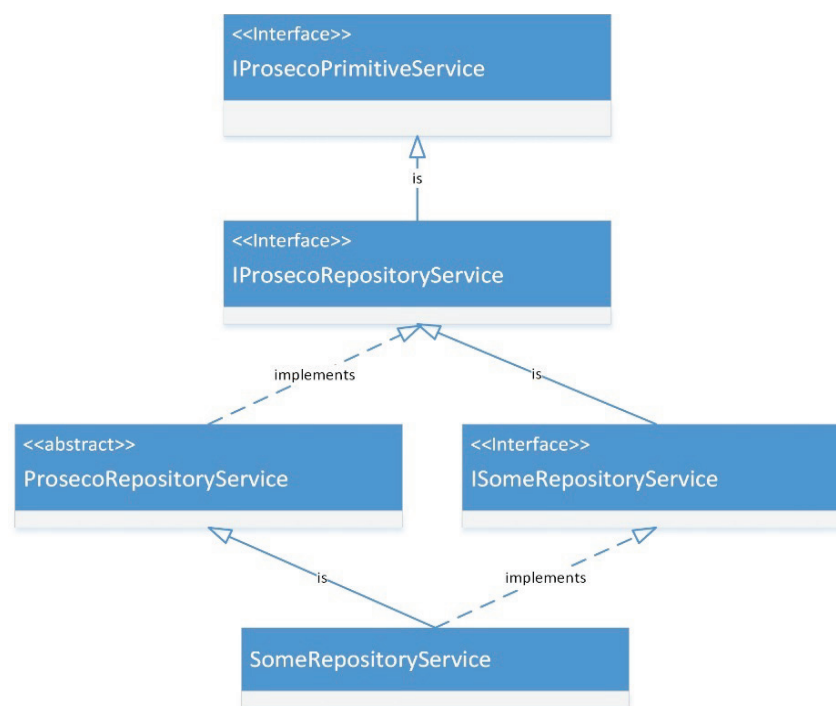 <<Interface>>
IProsecoPrimitiveService
is
<<Interface>>
IProsecoRepositoryService
implements
is
<<abstract>>
ProsecoRepositoryService
<<Interface>>
ISomeRepositoryService
is
implements
SomeRepositoryService